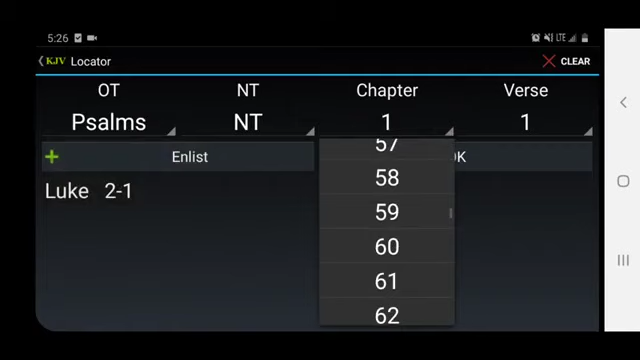 5:26 LTE
KJV Locator CLEAR
OT NT Chapter Verse
Psalms NT 1 1
Enlist
57
58
59
60
61
62
Luke 2-1